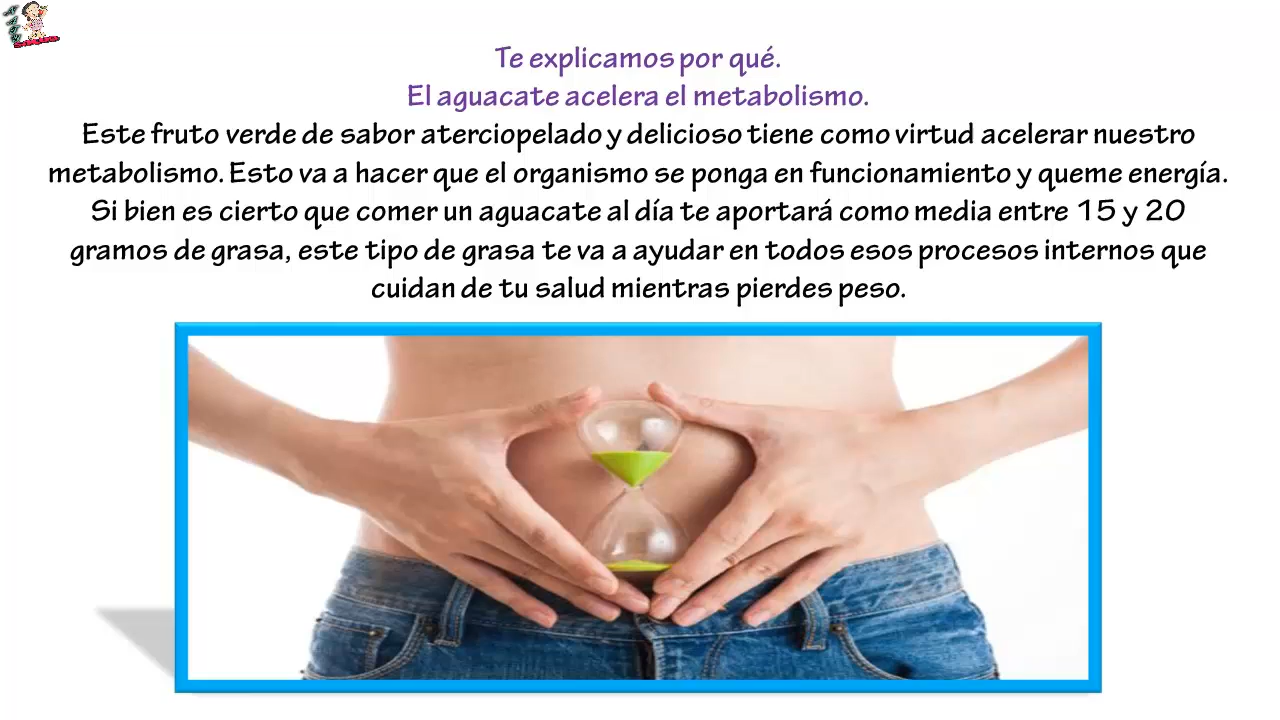 Te explicamos por qué.
El aguacate acelera el metabolismo.
Este fruto verde de sabor aterciopelado y delicioso tiene como virtud acelerar nuestro
metabolismo. Esto va a hacer que el organismo se ponga en funcionamiento y queme energía.
Si bien es cierto que comer un aguacate al día te aportará como media entre 15 y 20
gramos de grasa, este tipo de grasa te va a ayudar en todos esos procesos internos que
cuidan de tu salud mientras pierdes peso.